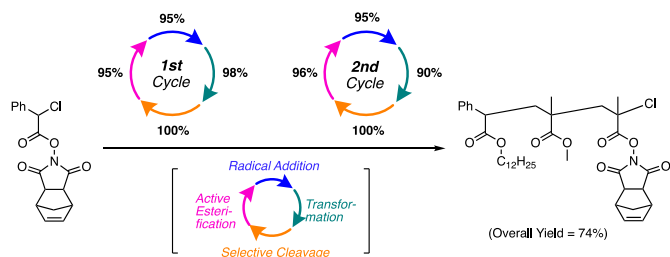 95%
95%
1st
Cycle
98%
100%
95%
96%
2nd
Cycle
90%
100%
Ph
Cl
O
O
N
O
O
Radical Addition
Active
Esteri-
fication
Transfor-
mation
Selective Cleavage
Ph
Cl
O
O
O
O
O
O
C12H25
N
O
O
(Overall Yield = 74%)